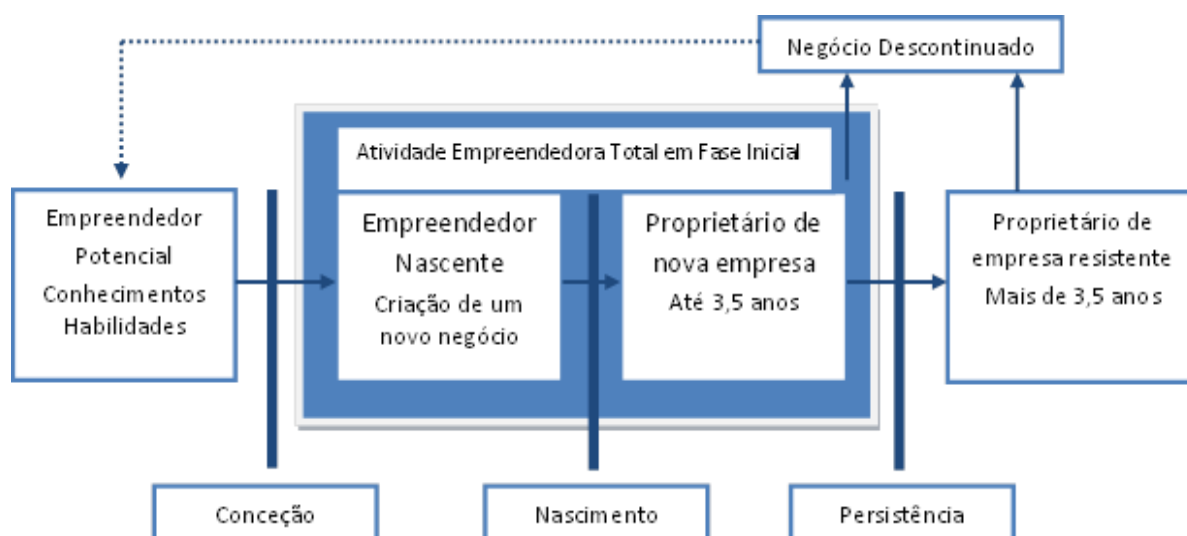 Negócio Descontinuado
Atividade Empreendedora Total em Fase Inicial
Empreendedor
Potencial
Conhecimentos
Habilidades
Empreendedor
Nascente
Criação de um
novo negócio
Proprietário de
nova empresa
Até 3,5 anos
Proprietário de
empresa resistente
Mais de 3,5 anos
Conceção
Nascimento
Persistência